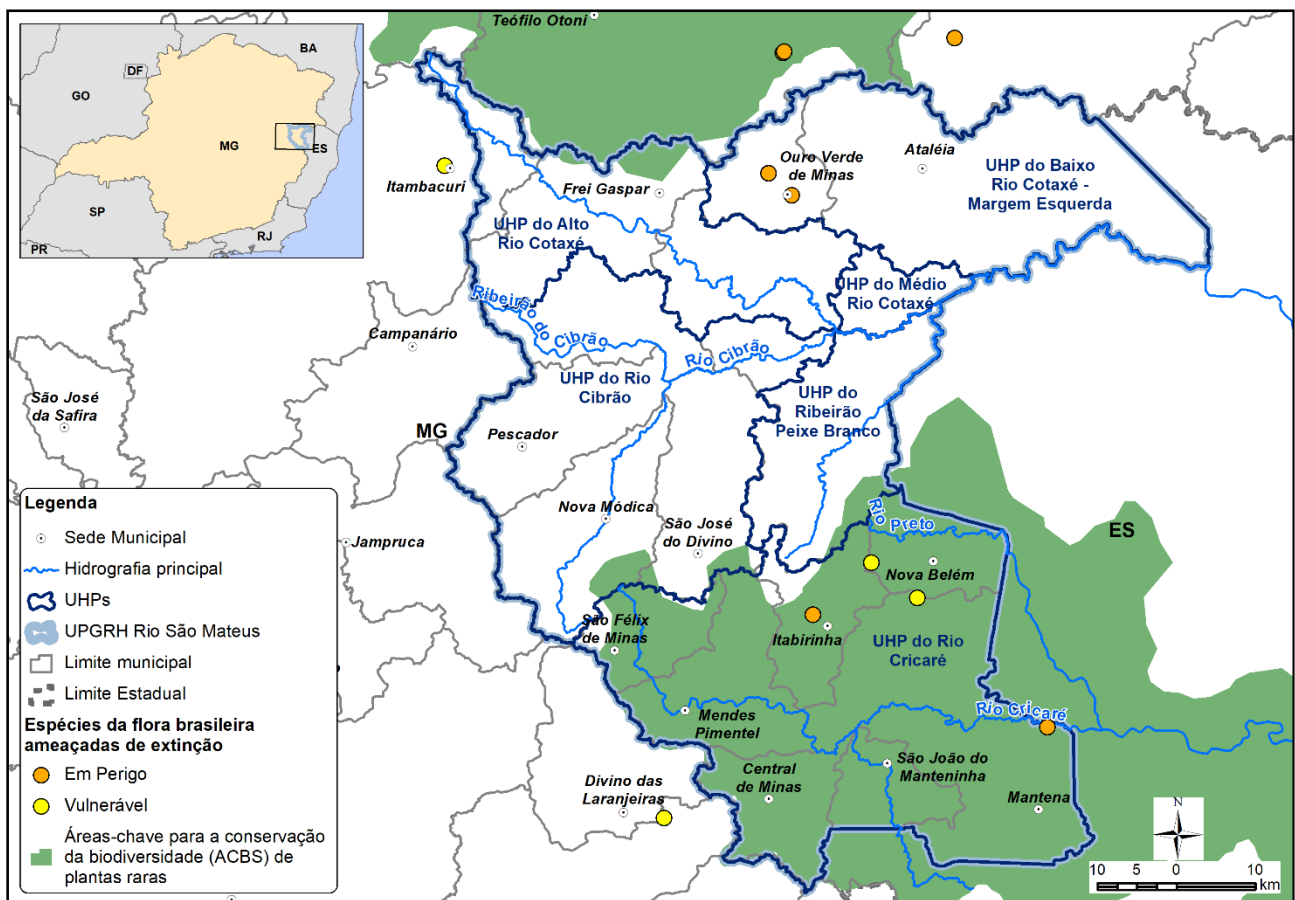 Teófilo Otoni
BA
DF
GO
MG
ES
SP
RJ
PR
Itambacuri
Frei Gaspar
Ouro Verde
de Minas
Ataléia
UHP do Baixo
Rio Cotaxé -
Margem Esquerda
UHP do Alto
Rio Cotaxé
UHP do Médio
Rio Cotaxé
Ribeirão do Cibrão
Rio Cibrão
Campanário
UHP do Rio
Cibrão
UHP do
Ribeirão
Peixe Branco
São José
da Safira
MG
Pescador
Nova Módica
São José
do Divino
Jampruca
Rio Preto
ES
Nova Belém
São Félix
de Minas
Itabirinha
UHP do Rio
Cricaré
Rio Cricaré
Mendes
Pimentel
São João do
Manteninha
Central
de Minas
Mantena
Divino das
Laranjeiras
Legenda
Sede Municipal
Hidrografia principal
UHPs
UPGRH Rio São Mateus
Limite municipal
Limite Estadual
Espécies da flora brasileira
ameaçadas de extinção
Em Perigo
Vulnerável
Áreas-chave para a conservação
da biodiversidade (ACBS) de
plantas raras
N
10 5 0 10
km